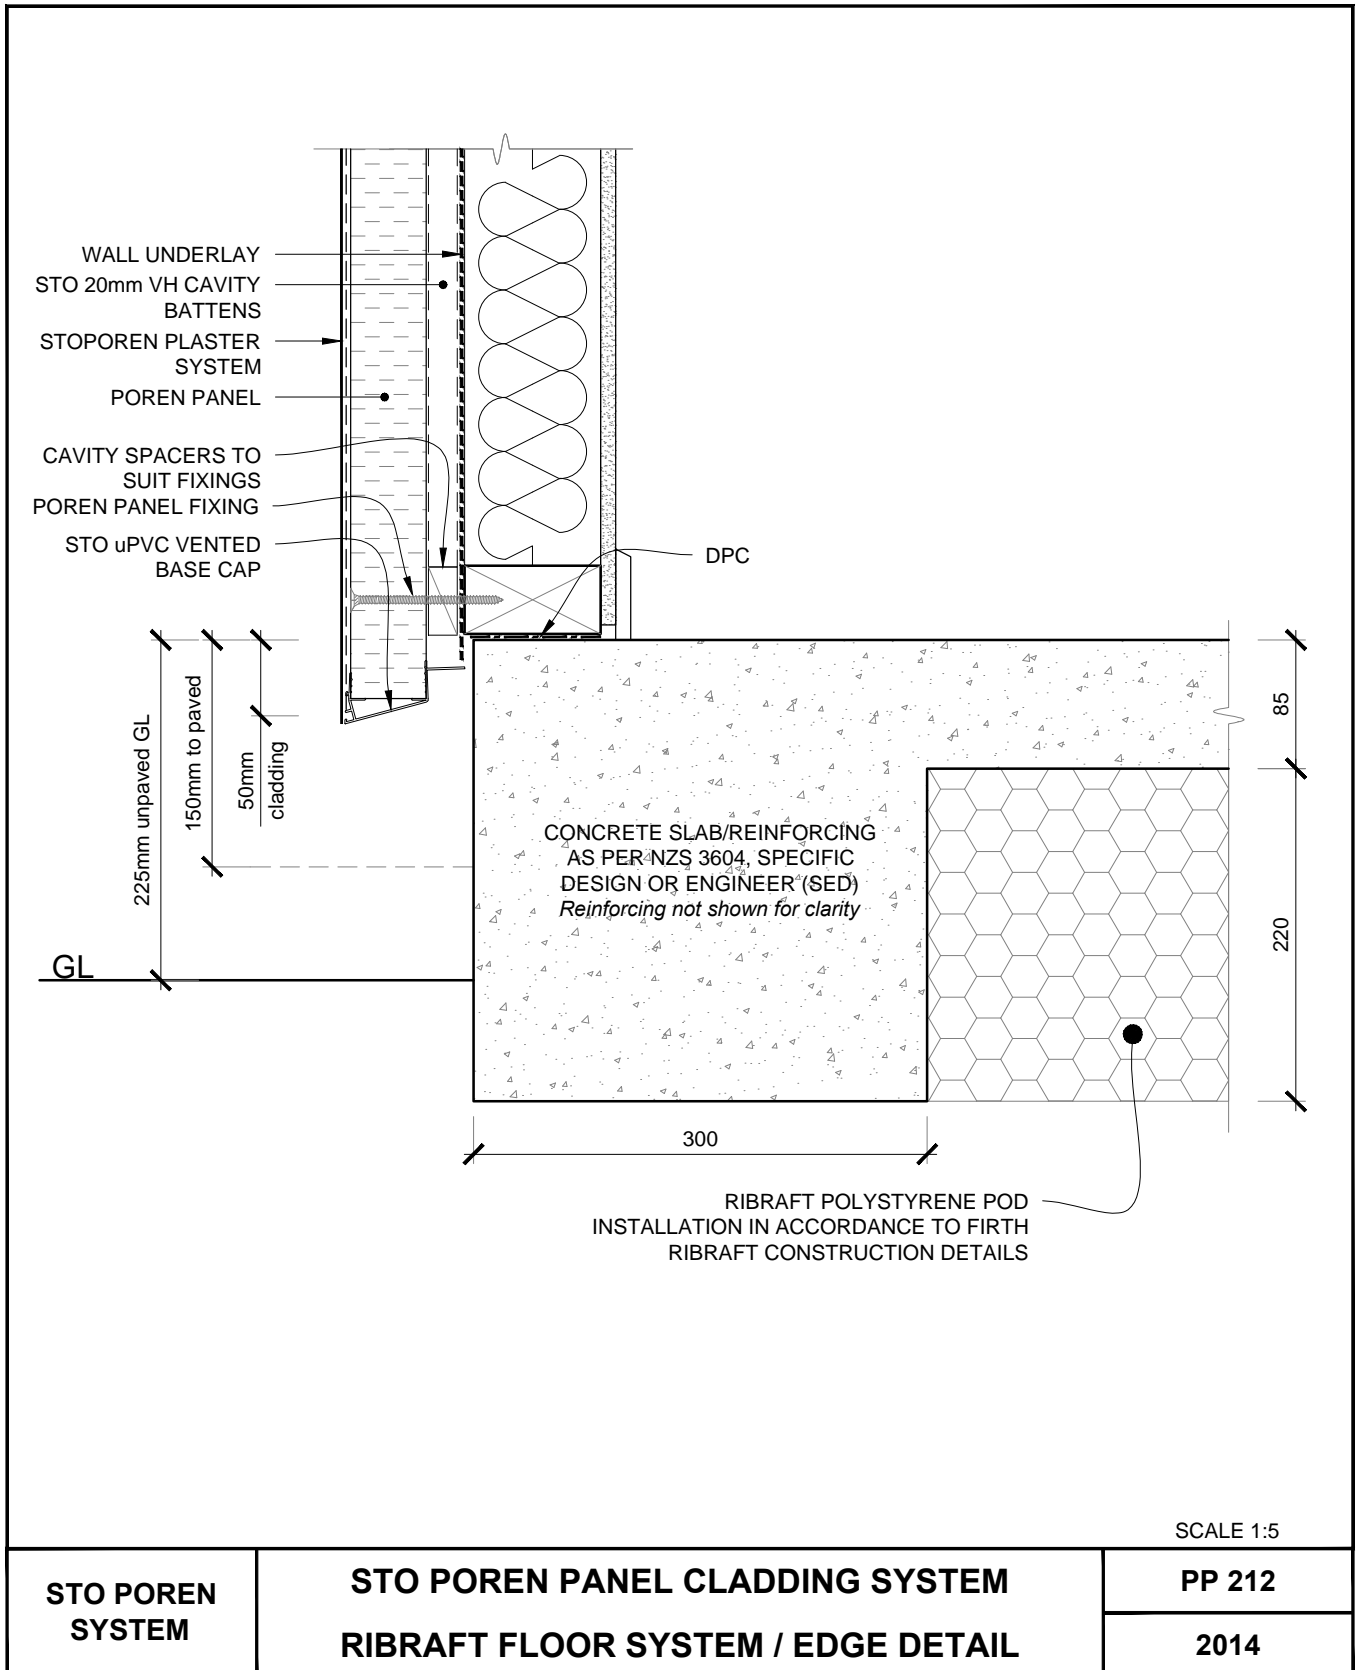 WALL UNDERLAY
STO 20mm VH CAVITY
BATTENS
STOPOREN PLASTER
SYSTEM
POREN PANEL
CAVITY SPACERS TO
SUIT FIXINGS
POREN PANEL FIXING
STO uPVC VENTED
BASE CAP
DPC
225mm unpaved GL
150mm to paved
50mm
cladding
85
CONCRETE SLAB/REINFORCING
AS PER NZS 3604, SPECIFIC
DESIGN OR ENGINEER (SED)
Reinforcing not shown for clarity
220
GL
300
RIBRAFT POLYSTYRENE POD
INSTALLATION IN ACCORDANCE TO FIRTH
RIBRAFT CONSTRUCTION DETAILS
SCALE 1:5
STO POREN
SYSTEM
STO POREN PANEL CLADDING SYSTEM
RIBRAFT FLOOR SYSTEM / EDGE DETAIL
PP 212
2014